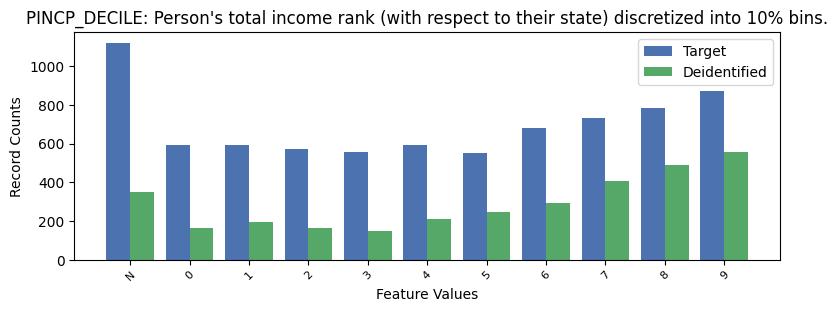 PINCP_DECILE: Person's total income rank (with respect to their state) discretized into 10% bins.
Target
Deidentified
Record Counts
1000
800
600
400
200
0
N 0 1 2 3 4 5 6 7 8 9
Feature Values